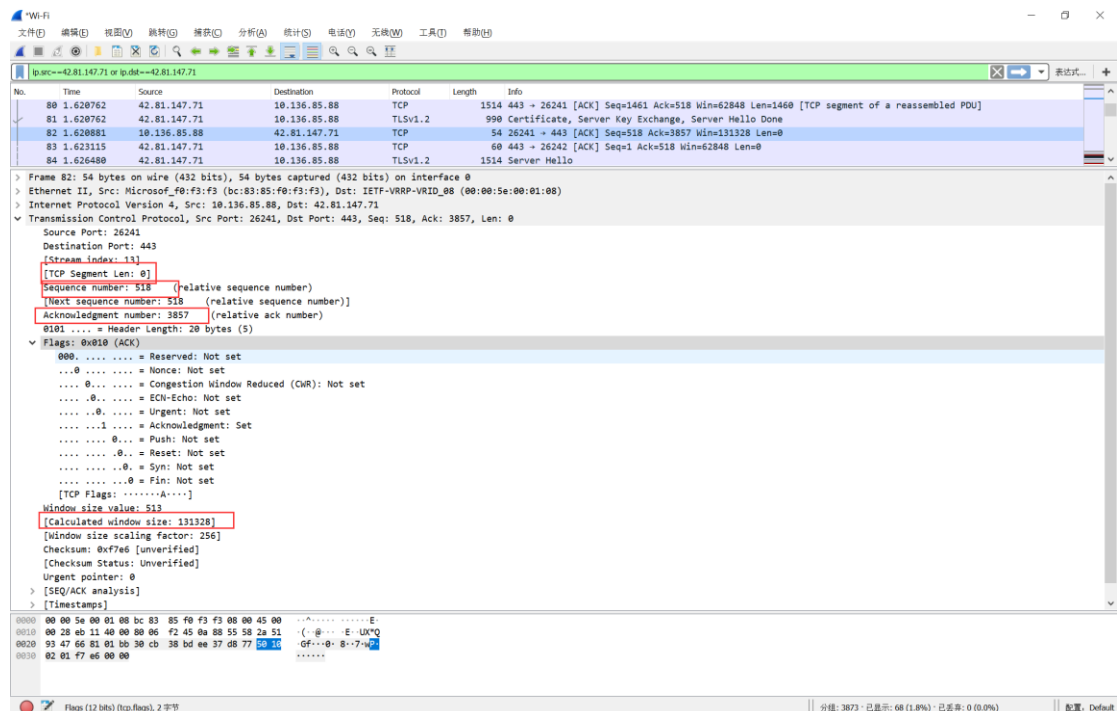 *Wi-Fi
文件(F) 编辑(E) 视图(V) 跳转(G) 捕获(C) 分析(A) 统计(S) 电话(Y) 无线(W) 工具(T) 帮助(H)
ip.src==42.81.147.71 or ip.dst==42.81.147.71 表达式…
No. Time Source Destination Protocol Length Info
80 1.620762 42.81.147.71 10.136.85.88 TCP 1514 443 → 26241 [ACK] Seq=1461 Ack=518 Win=62848 Len=1460 [TCP segment of a reassembled PDU]
81 1.620762 42.81.147.71 10.136.85.88 TLSv1.2 990 Certificate, Server Key Exchange, Server Hello Done
82 1.620881 10.136.85.88 42.81.147.71 TCP 54 26241 → 443 [ACK] Seq=518 Ack=3857 Win=131328 Len=0
83 1.623115 42.81.147.71 10.136.85.88 TCP 60 443 → 26242 [ACK] Seq=1 Ack=518 Win=62848 Len=0
84 1.626480 42.81.147.71 10.136.85.88 TLSv1.2 1514 Server Hello
> Frame 82: 54 bytes on wire (432 bits), 54 bytes captured (432 bits) on interface 0
> Ethernet II, Src: Microsof_f0:f3:f3 (bc:83:85:f0:f3:f3), Dst: IETF-VRRP-VRID_08 (00:00:5e:00:01:08)
> Internet Protocol Version 4, Src: 10.136.85.88, Dst: 42.81.147.71
Transmission Control Protocol, Src Port: 26241, Dst Port: 443, Seq: 518, Ack: 3857, Len: 0
Source Port: 26241
Destination Port: 443
[Stream index: 13]
[TCP Segment Len: 0]
Sequence number: 518 (relative sequence number)
[Next sequence number: 518 (relative sequence number)]
Acknowledgment number: 3857 (relative ack number)
0101 .... = Header Length: 20 bytes (5)
Flags: 0x010 (ACK)
000. .... .... = Reserved: Not set
...0 .... .... = Nonce: Not set
.... 0... .... = Congestion Window Reduced (CWR): Not set
.... .0.. .... = ECN-Echo: Not set
.... ..0. .... = Urgent: Not set
.... ...1 .... = Acknowledgment: Set
.... .... 0... = Push: Not set
.... .... .0.. = Reset: Not set
.... .... ..0. = Syn: Not set
.... .... ...0 = Fin: Not set
[TCP Flags: ·······A····]
Window size value: 513
[Calculated window size: 131328]
[Window size scaling factor: 256]
Checksum: 0xf7e6 [unverified]
[Checksum Status: Unverified]
Urgent pointer: 0
> [SEQ/ACK analysis]
> [Timestamps]
0000 00 00 5e 00 01 08 bc 83 85 f0 f3 f3 08 00 45 00 ··^····· ······E·
0010 00 28 eb 11 40 00 80 06 f2 45 0a 88 55 58 2a 51 ·(··@··· ·E··UX*Q
0020 93 47 66 81 01 bb 30 cb 38 bd ee 37 d8 77 50 10 ·Gf···0· 8··7·wP·
0030 02 01 f7 e6 00 00 ······
Flags (12 bits) (tcp.flags), 2 字节 分组: 3873 · 已显示: 68 (1.8%) · 已丢弃: 0 (0.0%) 配置: Default